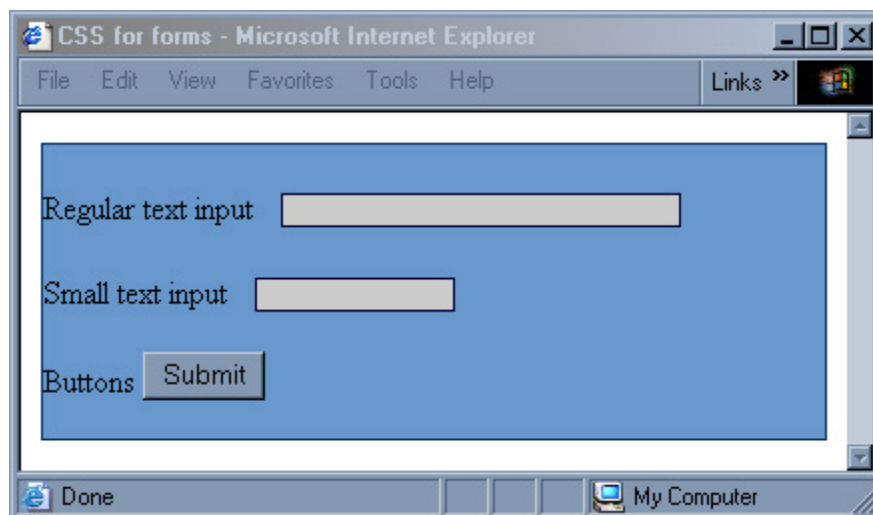 CSS for forms - Microsoft Internet Explorer
File Edit View Favorites Tools Help Links »
Regular text input
Small text input
Buttons Submit
Done My Computer